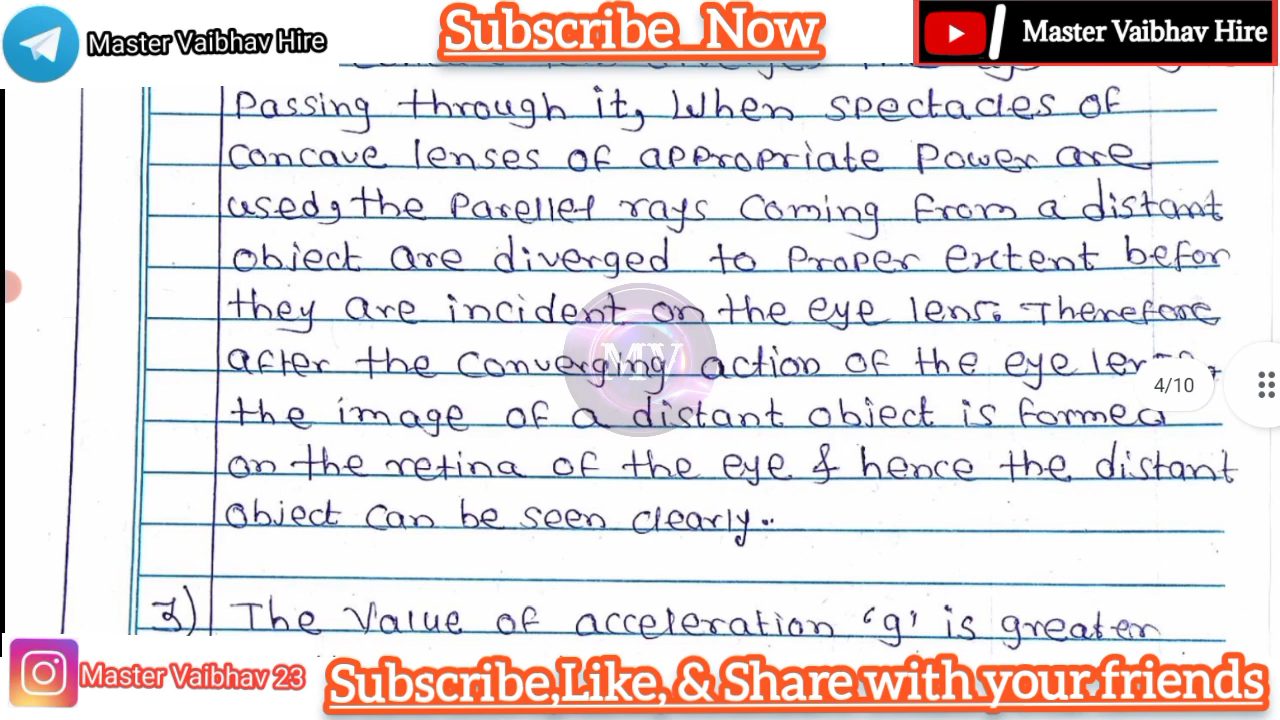 Master Vaibhav Hire
Subscribe Now
Master Vaibhav Hire
Passing through it, When spectacles of
concave lenses of appropriate Power are
used, the Parellel rays coming from a distant
object are diverged to Proper extent befor
they are incident on the eye lens. Therefore
after the converging action of the eye lens,
the image of a distant object is formed
on the retina of the eye & hence the distant
object can be seen clearly..
4/10
MV
3) The Value of acceleration 'g' is greater
Master Vaibhav 23
Subscribe,Like, & Share with your friends